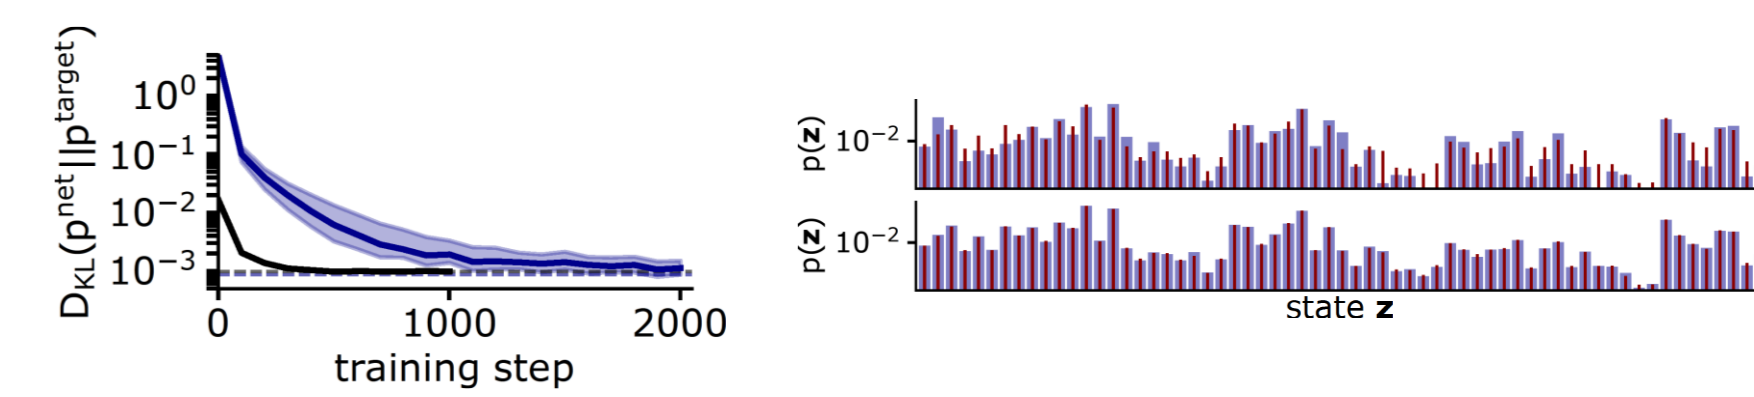 D_KL(p^net||p^target)
10^0
10^-1
10^-2
10^-3
0 1000 2000
training step
p(z)
10^-2
p(z)
10^-2
state z